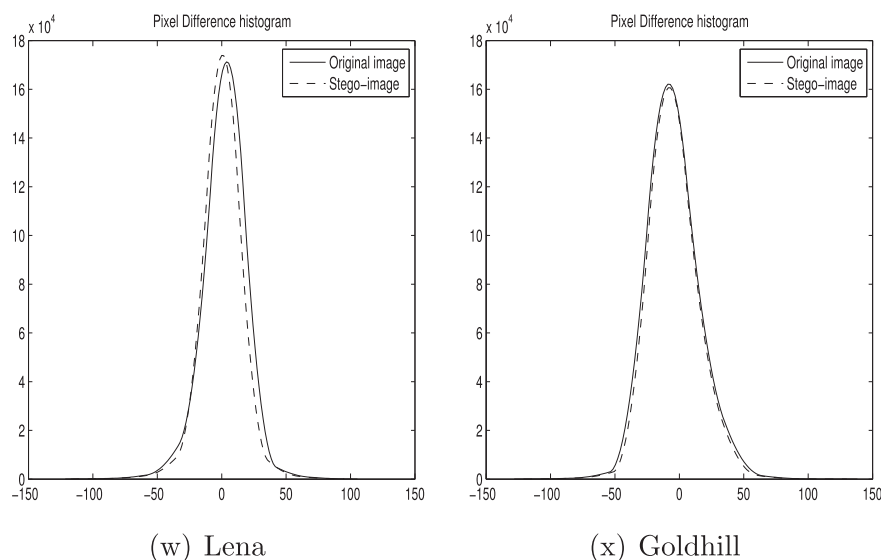 Pixel Difference histogram
x 10^4
18
16
14
12
10
8
6
4
2
0
-150 -100 -50 0 50 100 150
Original image
Stego-image
(w) Lena
Pixel Difference histogram
x 10^4
18
16
14
12
10
8
6
4
2
0
-150 -100 -50 0 50 100 150
Original image
Stego-image
(x) Goldhill